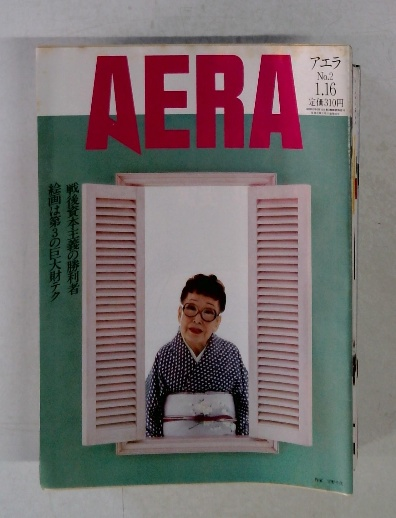 AERA
アエラ
No.2
1.16
定価310円
戦後資本主義の勝利者
絵画は第3の巨大財テク